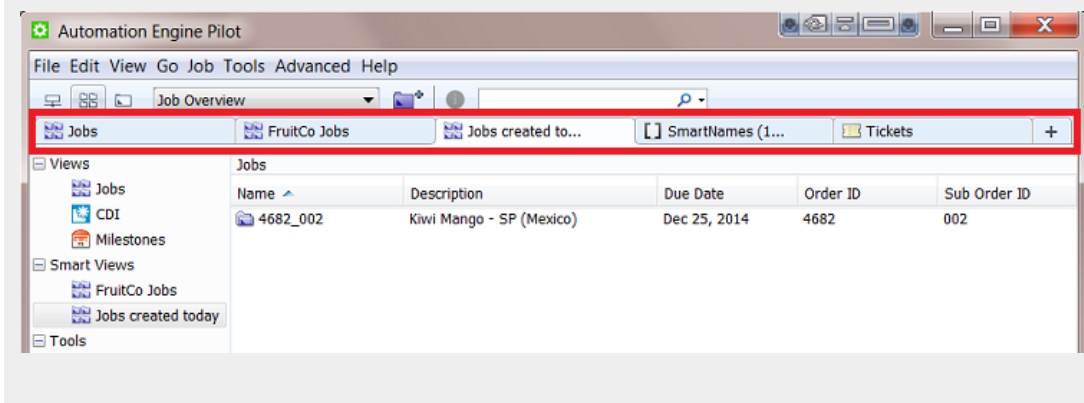 Automation Engine Pilot
File Edit View Go Job Tools Advanced Help
Job Overview
Jobs FruitCo Jobs Jobs created to... [ ] SmartNames (1... Tickets +
Views Jobs
Jobs Name Description Due Date Order ID Sub Order ID
CDI 4682_002 Kiwi Mango - SP (Mexico) Dec 25, 2014 4682 002
Milestones
Smart Views
FruitCo Jobs
Jobs created today
Tools